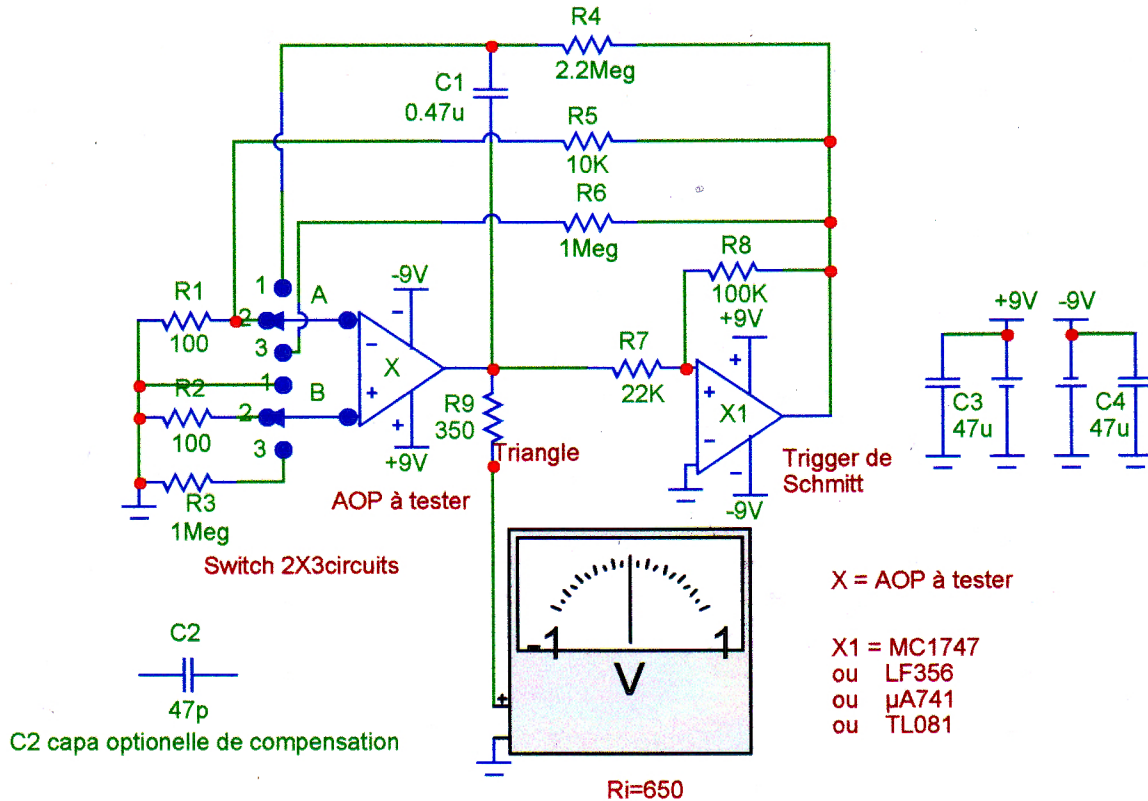 R4
2.2Meg
C1
0.47u
R5
10K
R6
1Meg
R8
100K
-9V
+9V
+9V
-9V
R1
100
1
A
2
3
1
R2
B
2
100
3
R3
1Meg
−
+
X
−
+
+9V
R9
350
Triangle
R7
22K
+
−
X1
+
−
-9V
C3
47u
C4
47u
Trigger de
Schmitt
AOP à tester
Switch 2X3circuits
-1
1
V
+
X = AOP à tester
X1 = MC1747
ou LF356
ou µA741
ou TL081
C2
47p
C2 capa optionelle de compensation
Ri=650